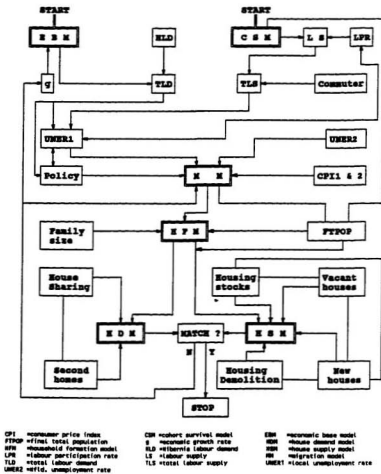 START START
E B M HLD C S M L S LPR
g TLD TLS Commuter
UNER1 UNER2
Policy M M CPI1 & 2
Family size H F M FTPOP
House Sharing Housing stocks Vacant houses
H D M MATCH ? H S M
N Y
Second homes Housing Demolition New houses
STOP
CPI =consumer price index CSM =cohort survival model EBM =economic base model
FTPOP =final total population g =economic growth rate HDM =house demand model
HFM =household formation model HLD =Hibernia labour demand HSM =house supply model
LPR =labour participation rate LS =labour supply MM =migration model
TLD =total labour demand TLS =total labour supply UNER1 =local unemployment rate
UNER2 =nfld. unemployment rate